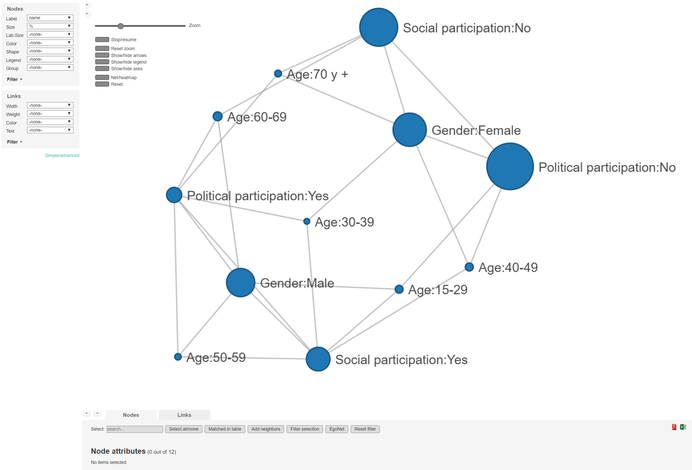 Nodes
Label name
Size %
Lab.Size -none-
Color -none-
Shape -none-
Legend -none-
Group -none-
Filter
Links
Width -none-
Weight -none-
Color -none-
Text -none-
Filter
Simple/advanced
Zoom
Stop/resume
Reset zoom
Show/hide arrows
Show/hide legend
Show/hide axes
Net/heatmap
Reset
Social participation:No
Age:70 y +
Age:60-69
Gender:Female
Political participation:No
Political participation:Yes
Age:30-39
Age:40-49
Gender:Male
Age:15-29
Age:50-59
Social participation:Yes
Nodes Links
Select: search... Select all/none Matched in table Add neighbors Filter selection EgoNet Reset filter
Node attributes (0 out of 12)
No items selected.